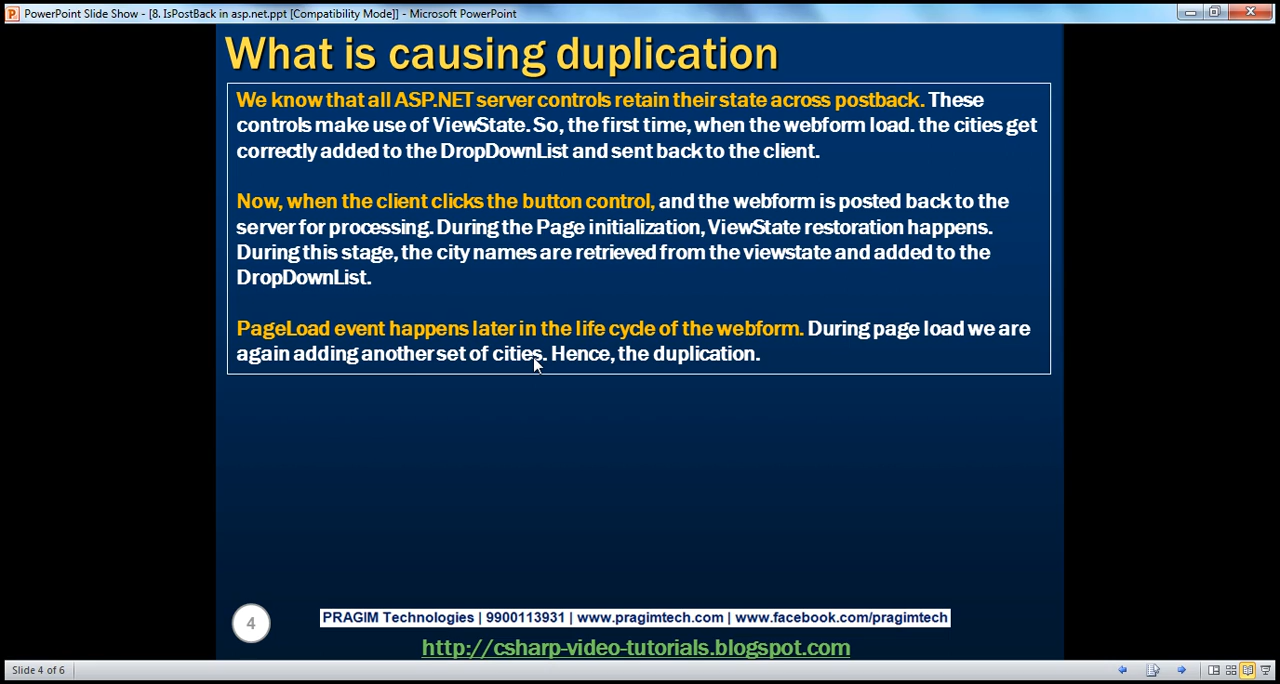 PowerPoint Slide Show - [8. IsPostBack in asp.net.ppt [Compatibility Mode]] - Microsoft PowerPoint
What is causing duplication
We know that all ASP.NET server controls retain their state across postback. These
controls make use of ViewState. So, the first time, when the webform load. the cities get
correctly added to the DropDownList and sent back to the client.
Now, when the client clicks the button control, and the webform is posted back to the
server for processing. During the Page initialization, ViewState restoration happens.
During this stage, the city names are retrieved from the viewstate and added to the
DropDownList.
PageLoad event happens later in the life cycle of the webform. During page load we are
again adding another set of cities. Hence, the duplication.
4
PRAGIM Technologies | 9900113931 | www.pragimtech.com | www.facebook.com/pragimtech
http://csharp-video-tutorials.blogspot.com
Slide 4 of 6